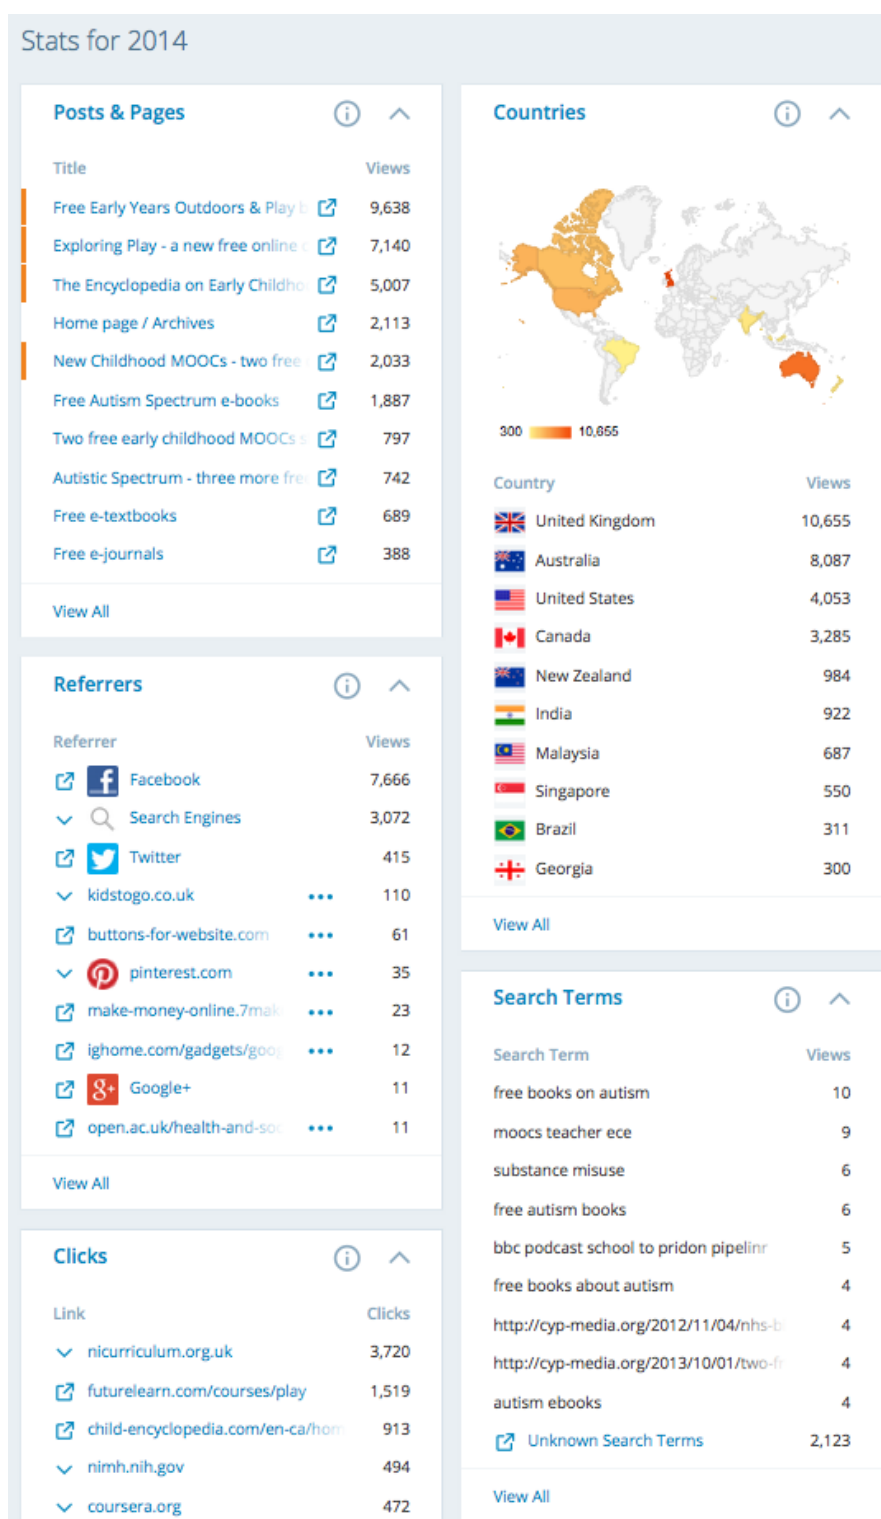 Stats for 2014
Posts & Pages
Title Views
Free Early Years Outdoors & Play 9,638
Exploring Play - a new free online 7,140
The Encyclopedia on Early Childho 5,007
Home page / Archives 2,113
New Childhood MOOCs - two free 2,033
Free Autism Spectrum e-books 1,887
Two free early childhood MOOCs 797
Autistic Spectrum - three more fre 742
Free e-textbooks 689
Free e-journals 388
View All
Referrers
Referrer Views
Facebook 7,666
Search Engines 3,072
Twitter 415
kidstogo.co.uk 110
buttons-for-website.com 61
pinterest.com 35
make-money-online.7mak 23
ighome.com/gadgets/goog 12
Google+ 11
open.ac.uk/health-and-soc 11
View All
Clicks
Link Clicks
nicurriculum.org.uk 3,720
futurelearn.com/courses/play 1,519
child-encyclopedia.com/en-ca/hom 913
nimh.nih.gov 494
coursera.org 472
Countries
300 10,655
Country Views
United Kingdom 10,655
Australia 8,087
United States 4,053
Canada 3,285
New Zealand 984
India 922
Malaysia 687
Singapore 550
Brazil 311
Georgia 300
View All
Search Terms
Search Term Views
free books on autism 10
moocs teacher ece 9
substance misuse 6
free autism books 6
bbc podcast school to pridon pipelinr 5
free books about autism 4
http://cyp-media.org/2012/11/04/nhs-b 4
http://cyp-media.org/2013/10/01/two-fr 4
autism ebooks 4
Unknown Search Terms 2,123
View All